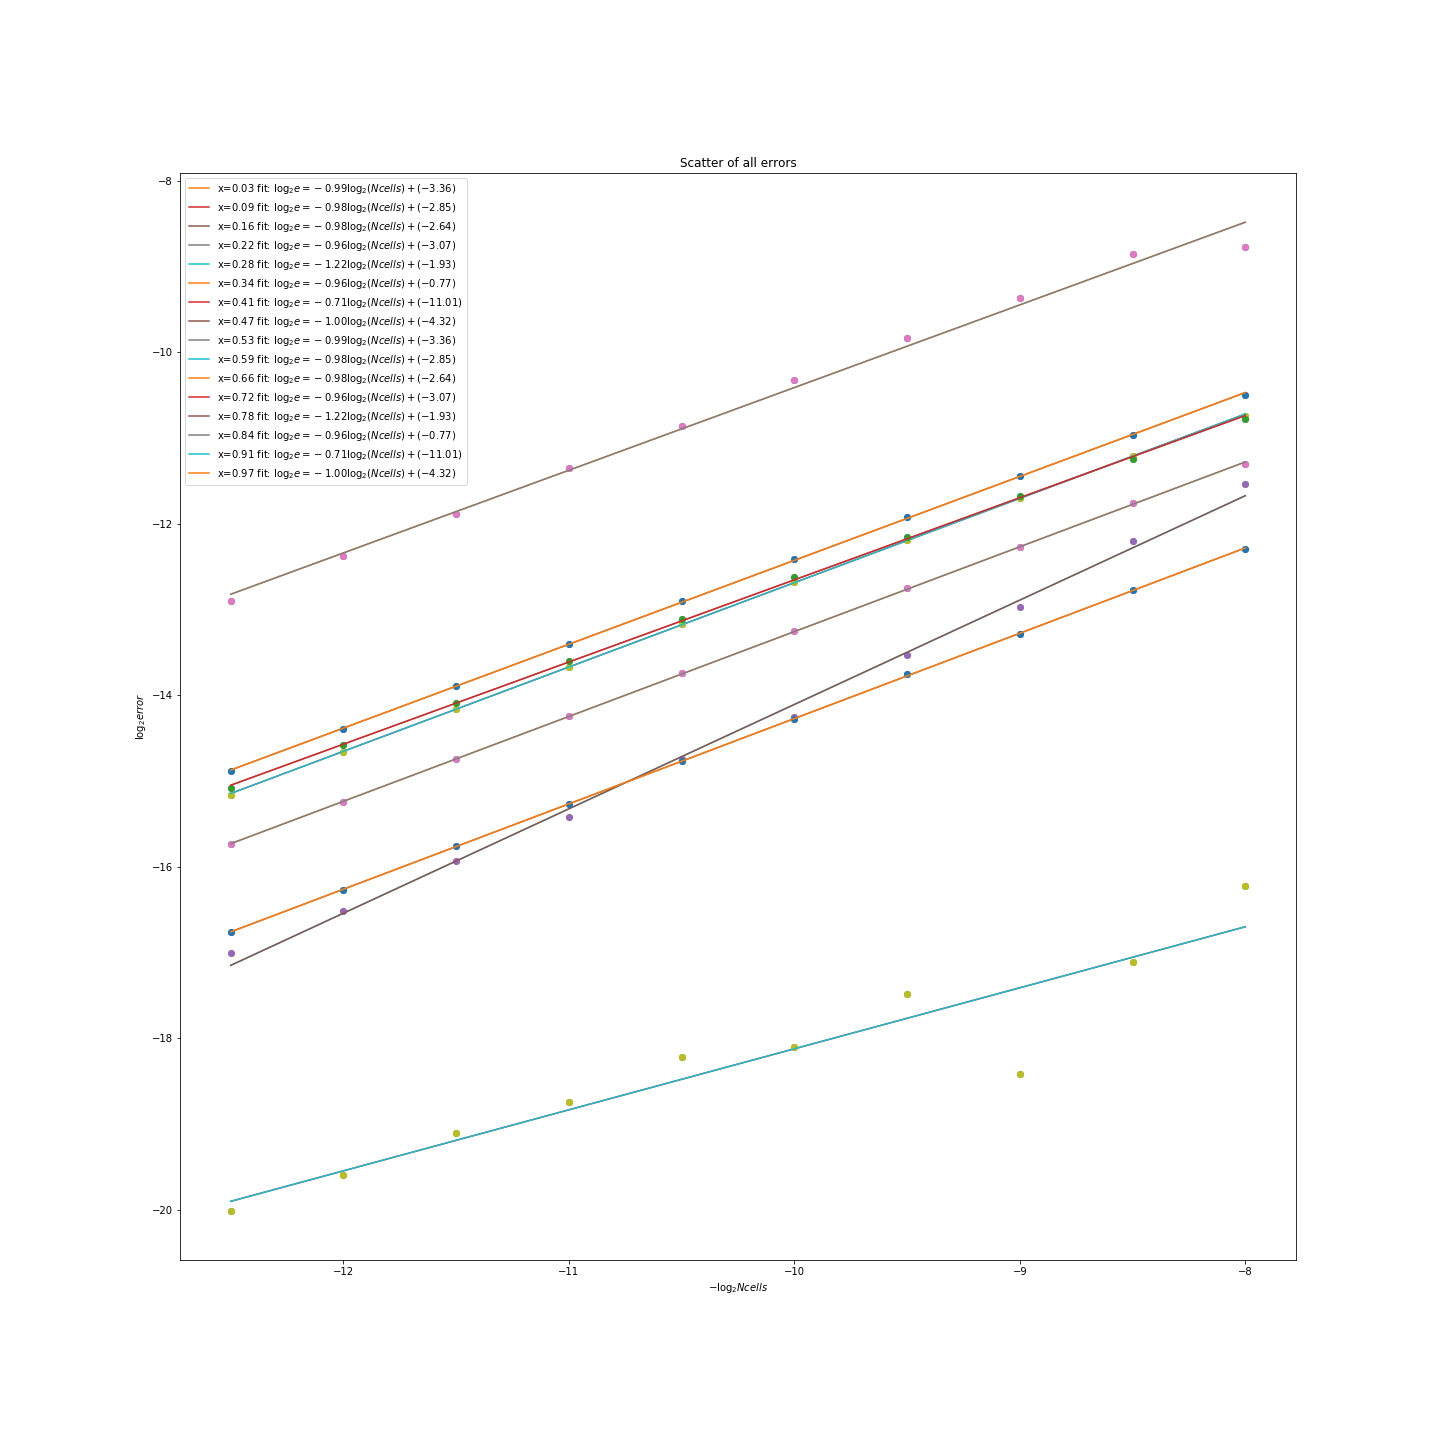 Scatter of all errors
−8
−10
−12
−14
−16
−18
−20
log₂error
x=0.03 fit: log₂e = −0.99log₂(Ncells) + (−3.36)
x=0.09 fit: log₂e = −0.98log₂(Ncells) + (−2.85)
x=0.16 fit: log₂e = −0.98log₂(Ncells) + (−2.64)
x=0.22 fit: log₂e = −0.96log₂(Ncells) + (−3.07)
x=0.28 fit: log₂e = −1.22log₂(Ncells) + (−1.93)
x=0.34 fit: log₂e = −0.96log₂(Ncells) + (−0.77)
x=0.41 fit: log₂e = −0.71log₂(Ncells) + (−11.01)
x=0.47 fit: log₂e = −1.00log₂(Ncells) + (−4.32)
x=0.53 fit: log₂e = −0.99log₂(Ncells) + (−3.36)
x=0.59 fit: log₂e = −0.98log₂(Ncells) + (−2.85)
x=0.66 fit: log₂e = −0.98log₂(Ncells) + (−2.64)
x=0.72 fit: log₂e = −0.96log₂(Ncells) + (−3.07)
x=0.78 fit: log₂e = −1.22log₂(Ncells) + (−1.93)
x=0.84 fit: log₂e = −0.96log₂(Ncells) + (−0.77)
x=0.91 fit: log₂e = −0.71log₂(Ncells) + (−11.01)
x=0.97 fit: log₂e = −1.00log₂(Ncells) + (−4.32)
−12 −11 −10 −9 −8
−log₂Ncells